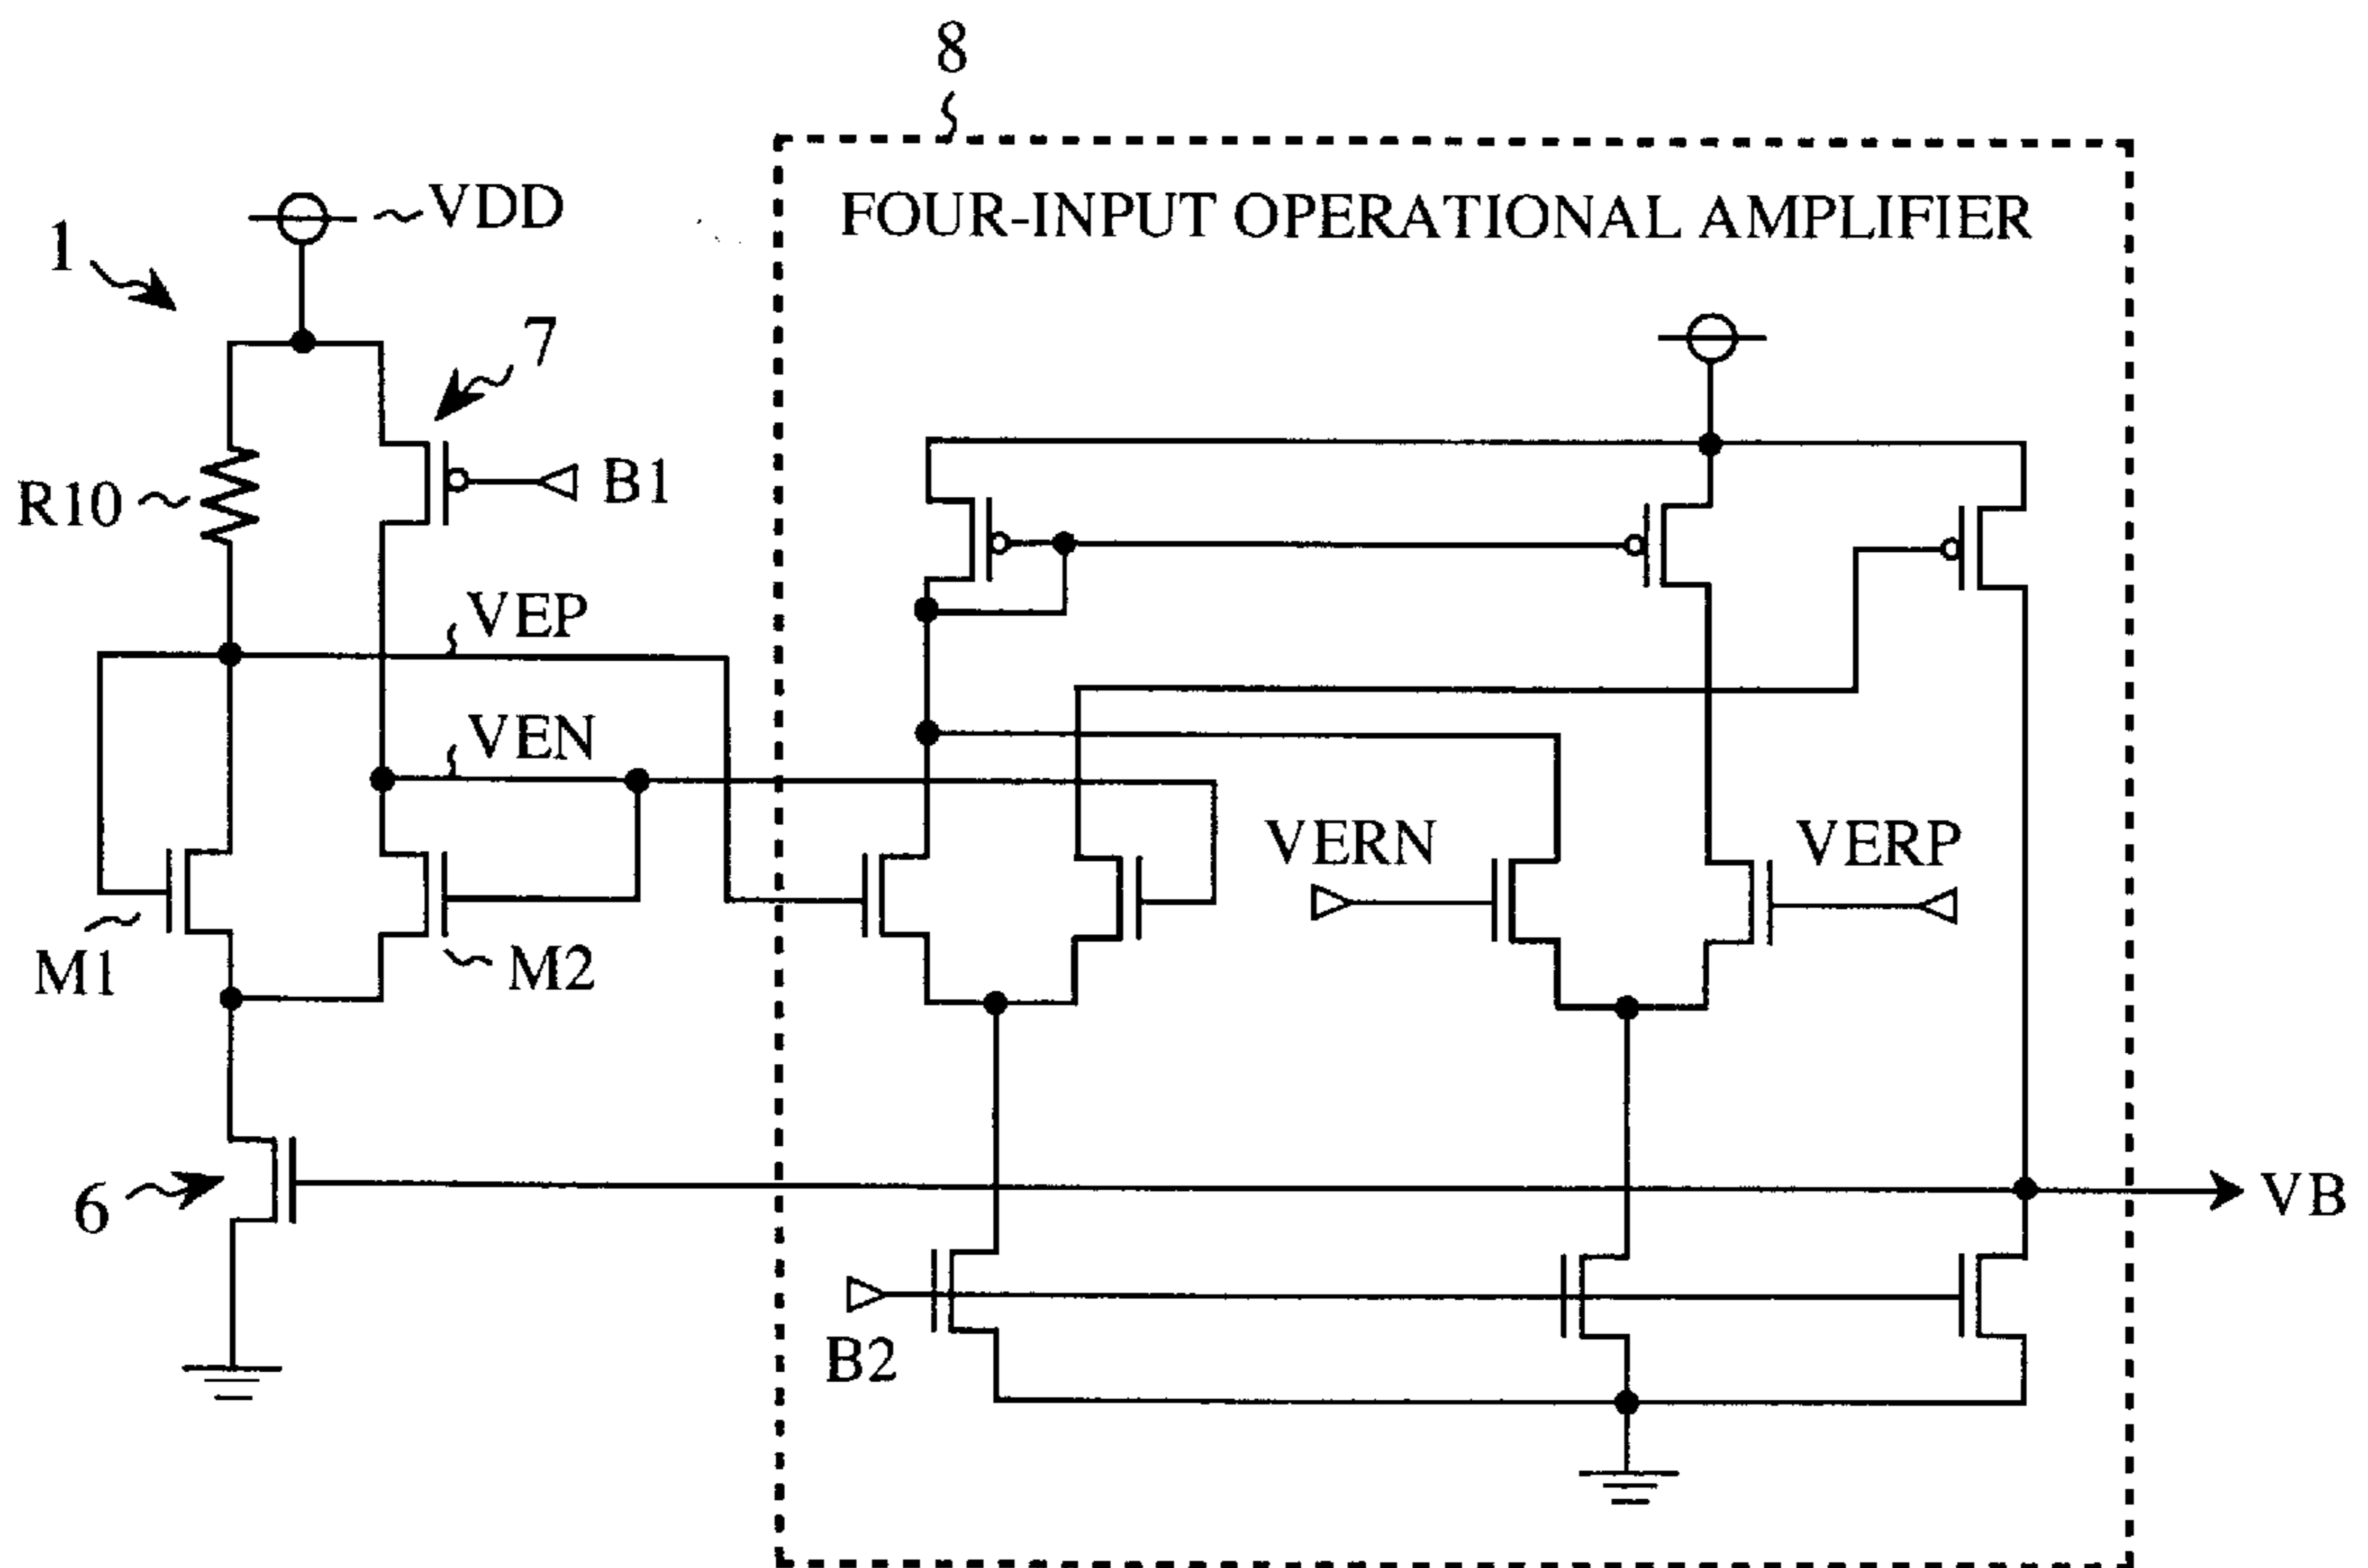 8
FOUR-INPUT OPERATIONAL AMPLIFIER
VDD
1
7
B1
R10
VEP
VEN
VERN
VERP
M1
M2
6
VB
B2